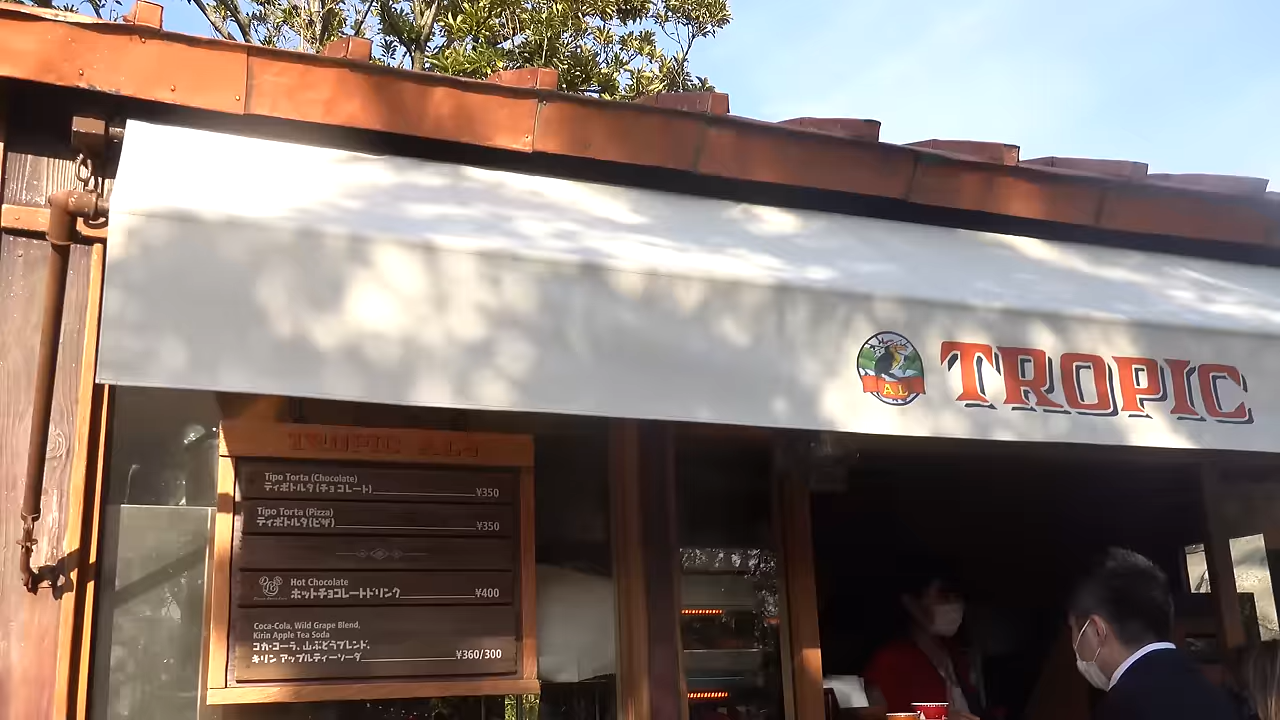 AL
TROPIC
TROPIC AL'S
Tipo Torta (Chocolate)
ティポトルタ(チョコレート) ¥350
Tipo Torta (Pizza)
ティポトルタ(ピザ) ¥350
Hot Chocolate
ホットチョコレートドリンク ¥400
Coca-Cola, Wild Grape Blend,
Kirin Apple Tea Soda
コカ・コーラ、山ぶどうブレンド、
キリン アップルティーソーダ ¥360/300